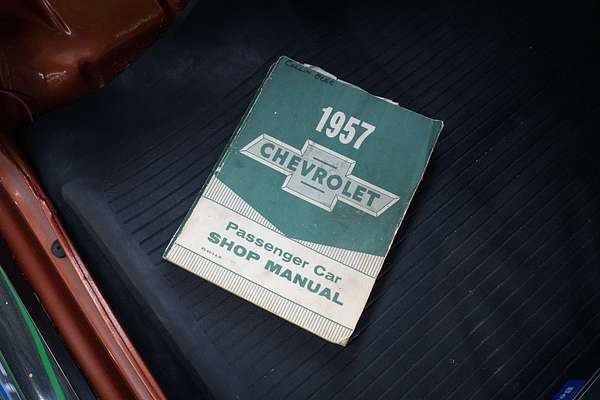 1957
CHEVROLET
Passenger Car
SHOP MANUAL